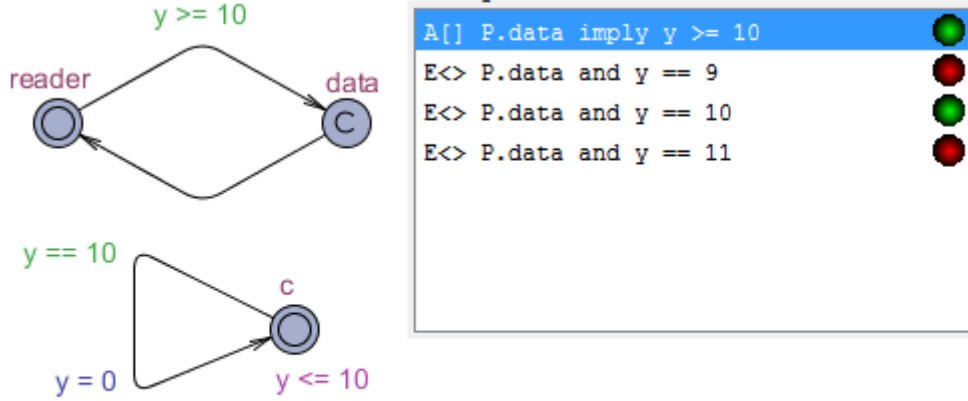 y >= 10
reader
data
C
y == 10
c
y = 0
y <= 10
A[] P.data imply y >= 10
E<> P.data and y == 9
E<> P.data and y == 10
E<> P.data and y == 11